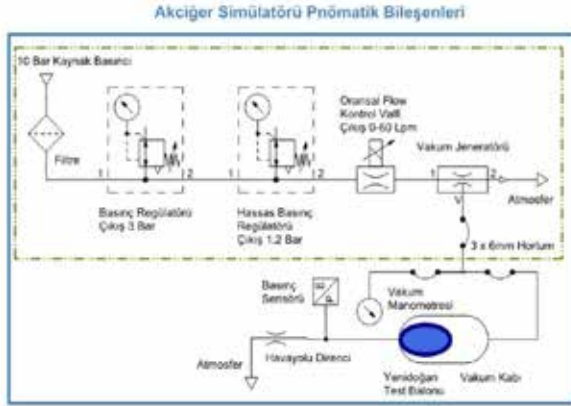 Akciğer Simülatörü Pnömatik Bileşenleri
10 Bar Kaynak Basıncı
Filtre
1
2
Basınç Regülatörü
Çıkış 3 Bar
1
2
Hassas Basınç
Regülatörü
Çıkış 1.2 Bar
Oransal Flow
Kontrol Valfi
Çıkış 0-60 Lpm
Vakum Jeneratörü
1
2
V
Atmosfer
3 x 6mm Hortum
Basınç
Sensörü
Vakum
Manometresi
Atmosfer
Havayolu Direnci
Yenidoğan
Test Balonu
Vakum Kabı